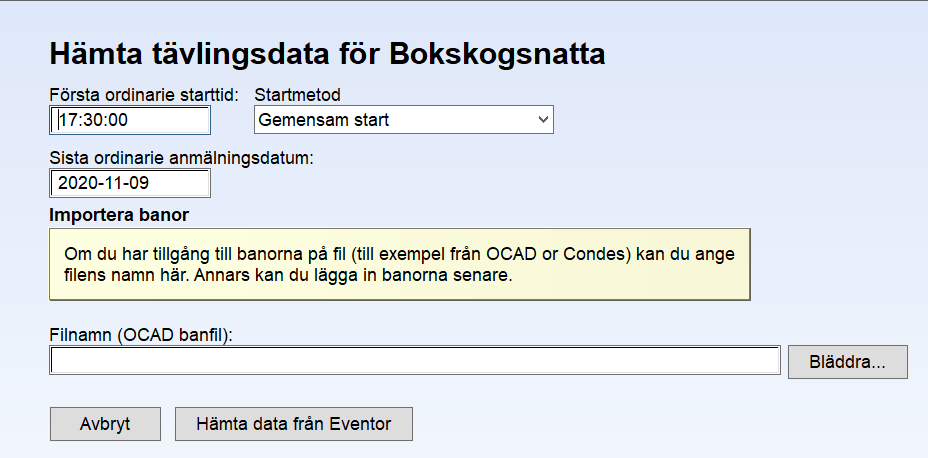 Hämta tävlingsdata för Bokskogsnatta
Första ordinarie starttid: Startmetod
17:30:00 Gemensam start
Sista ordinarie anmälningsdatum:
2020-11-09
Importera banor
Om du har tillgång till banorna på fil (till exempel från OCAD or Condes) kan du ange
filens namn här. Annars kan du lägga in banorna senare.
Filnamn (OCAD banfil):
Bläddra...
Avbryt Hämta data från Eventor